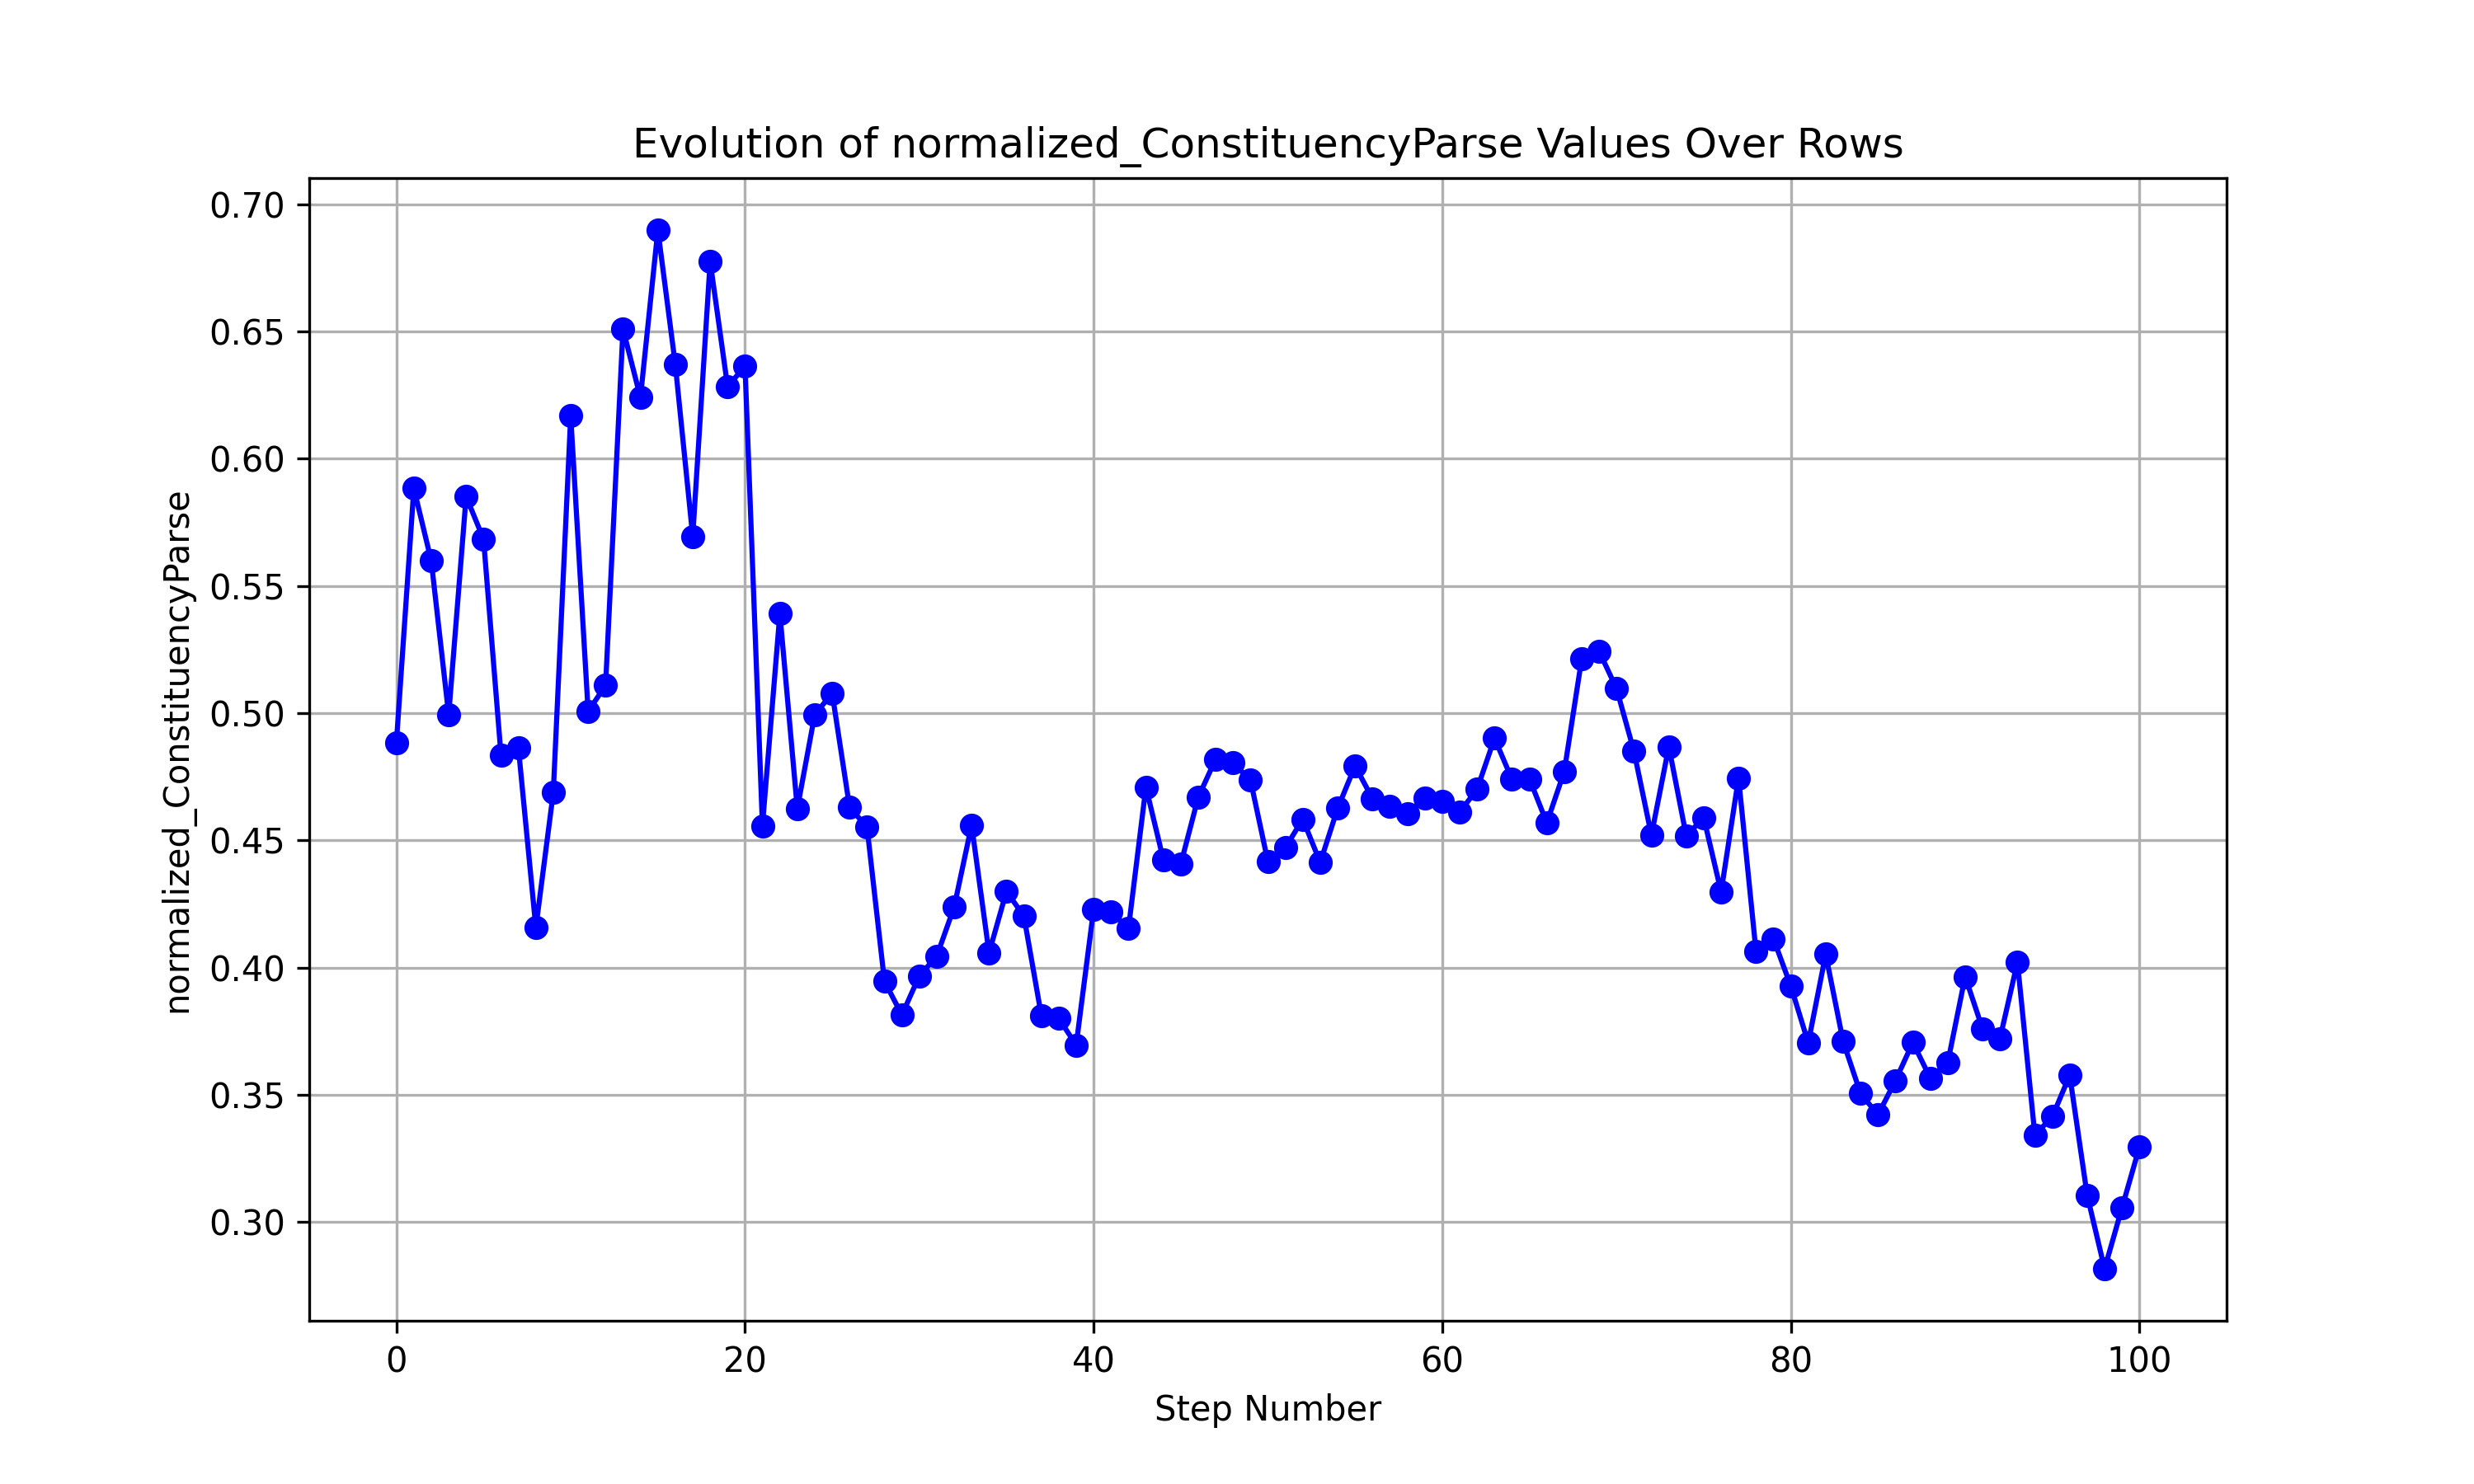 Evolution of normalized_ConstituencyParse Values Over Rows
normalized_ConstituencyParse
0.70
0.65
0.60
0.55
0.50
0.45
0.40
0.35
0.30
0 20 40 60 80 100
Step Number